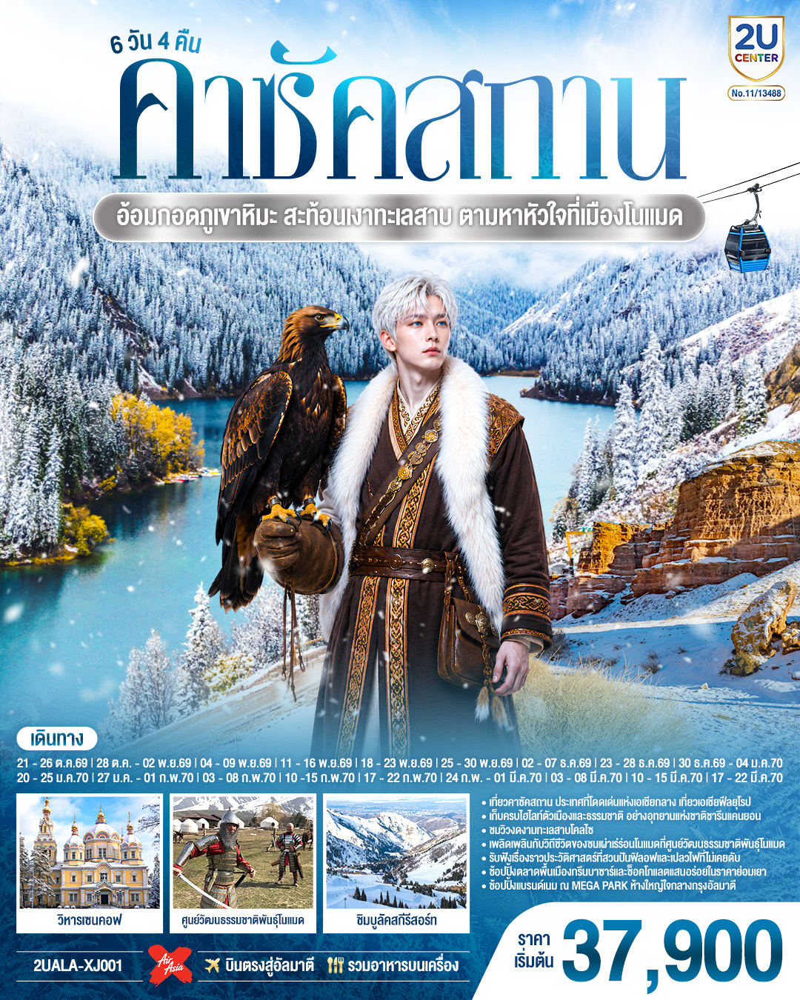 6 วัน 4 คืน
คาซัคสถาน
2U
CENTER
No.11/13488
อ้อมกอดภูเขาหิมะ สะท้อนเงาทะเลสาบ ตามหาหัวใจที่เมืองโนแมด
เดินทาง
21 - 26 ต.ค.69 | 28 ต.ค. - 02 พ.ย.69 | 04 - 09 พ.ย.69 | 11 - 16 พ.ย.69 | 18 - 23 พ.ย.69 | 25 - 30 พ.ย.69 | 02 - 07 ธ.ค.69 | 23 - 28 ธ.ค.69 | 30 ธ.ค.69 - 04 ม.ค.70
20 - 25 ม.ค.70 | 27 ม.ค. - 01 ก.พ.70 | 03 - 08 ก.พ.70 | 10 -15 ก.พ.70 | 17 - 22 ก.พ.70 | 24 ก.พ. - 01 มี.ค.70 | 03 - 08 มี.ค.70 | 10 - 15 มี.ค.70 | 17 - 22 มี.ค.70
• เที่ยวคาซัคสถาน ประเทศที่โดดเด่นแห่งเอเชียกลาง เที่ยวเอเชียฟีลยุโรป
• เก็บครบไฮไลท์ตัวเมืองและธรรมชาติ อย่างอุทยานแห่งชาติชารีนแคนยอน
• ชมวิวงดงามทะเลสาบโคลไซ
• เพลิดเพลินกับวิถีชีวิตของชนเผ่าเร่ร่อนโนแมดที่ศูนย์วัฒนธรรมชาติพันธุ์โนแมด
• รับฟังเรื่องราวประวัติศาสตร์ที่สวนปันฟิลอฟและเปลวไฟที่ไม่เคยดับ
• ช้อปปิ้งตลาดพื้นเมืองกรีนบาซาร์และช็อคโกแลตแสนอร่อยในราคาย่อมเยา
• ช้อปปิ้งแบรนด์เนม ณ MEGA PARK ห้างใหญ่ใจกลางกรุงอัลมาตี
วิหารเซนคอฟ
ศูนย์วัฒนธรรมชาติพันธุ์โนแมด
ชิมบูลัคสกีรีสอร์ท
2UALA-XJ001
Air
Asia
X
บินตรงสู่อัลมาตี
รวมอาหารบนเครื่อง
ราคา
เริ่มต้น
37,900